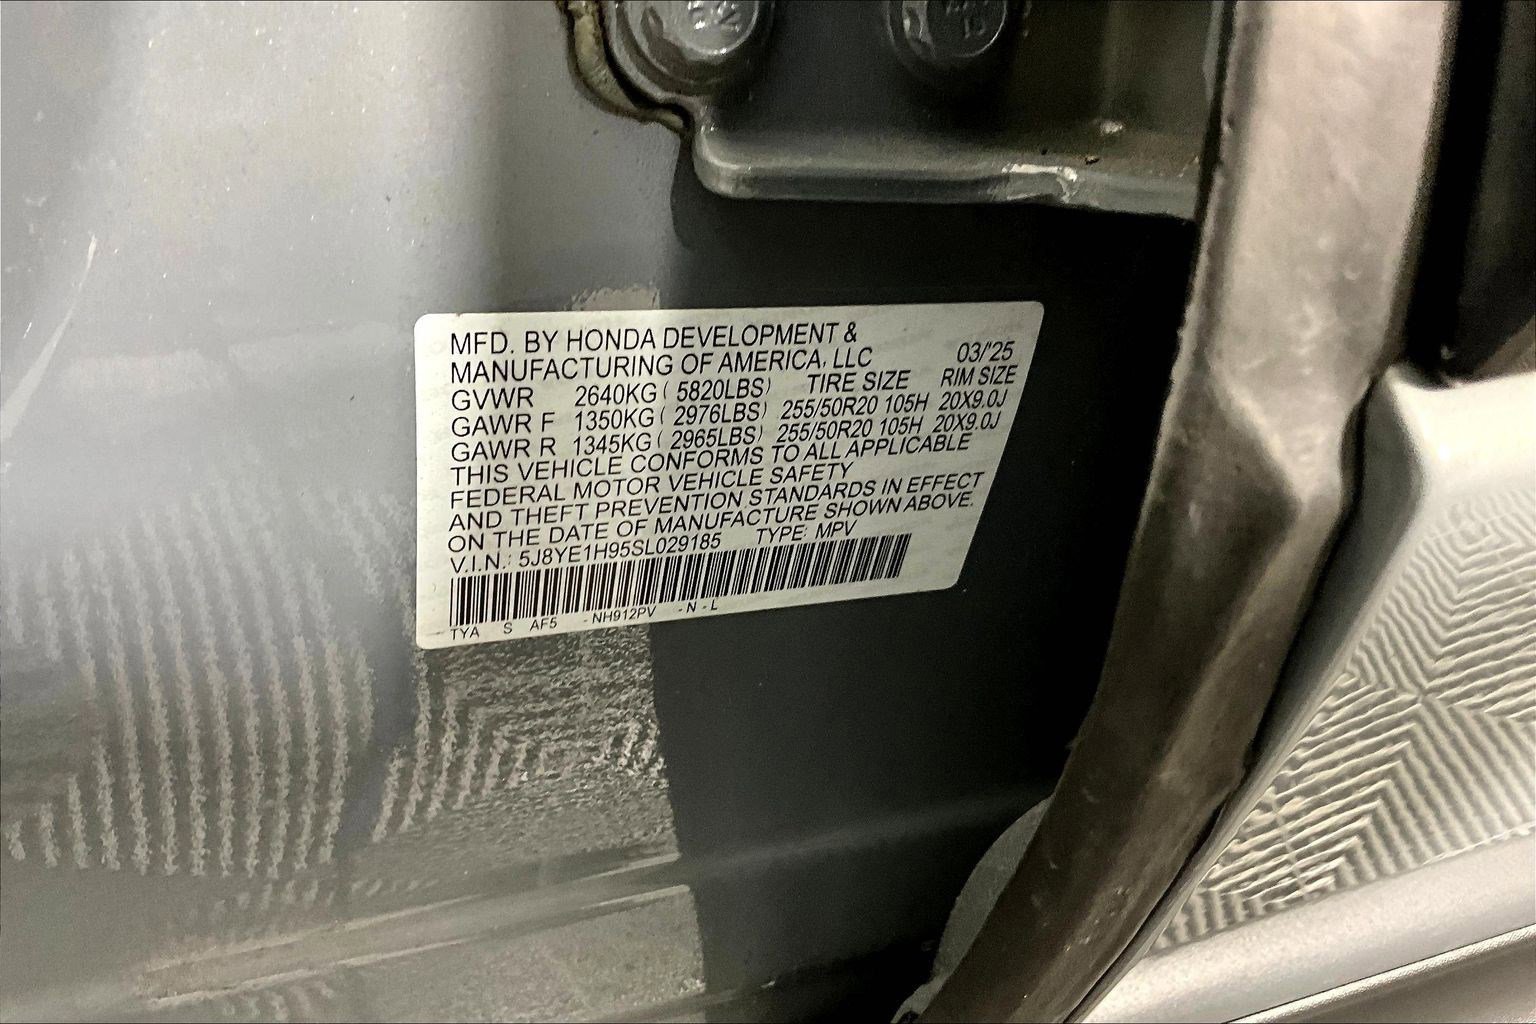 MFD. BY HONDA DEVELOPMENT &
MANUFACTURING OF AMERICA, LLC 03/'25
GVWR 2640KG ( 5820LBS) TIRE SIZE RIM SIZE
GAWR F 1350KG ( 2976LBS) 255/50R20 105H 20X9.0J
GAWR R 1345KG ( 2965LBS) 255/50R20 105H 20X9.0J
THIS VEHICLE CONFORMS TO ALL APPLICABLE
FEDERAL MOTOR VEHICLE SAFETY
AND THEFT PREVENTION STANDARDS IN EFFECT
ON THE DATE OF MANUFACTURE SHOWN ABOVE.
V.I.N.: 5J8YE1H95SL029185 TYPE: MPV
TYA S AF5 - NH912PV - N - L